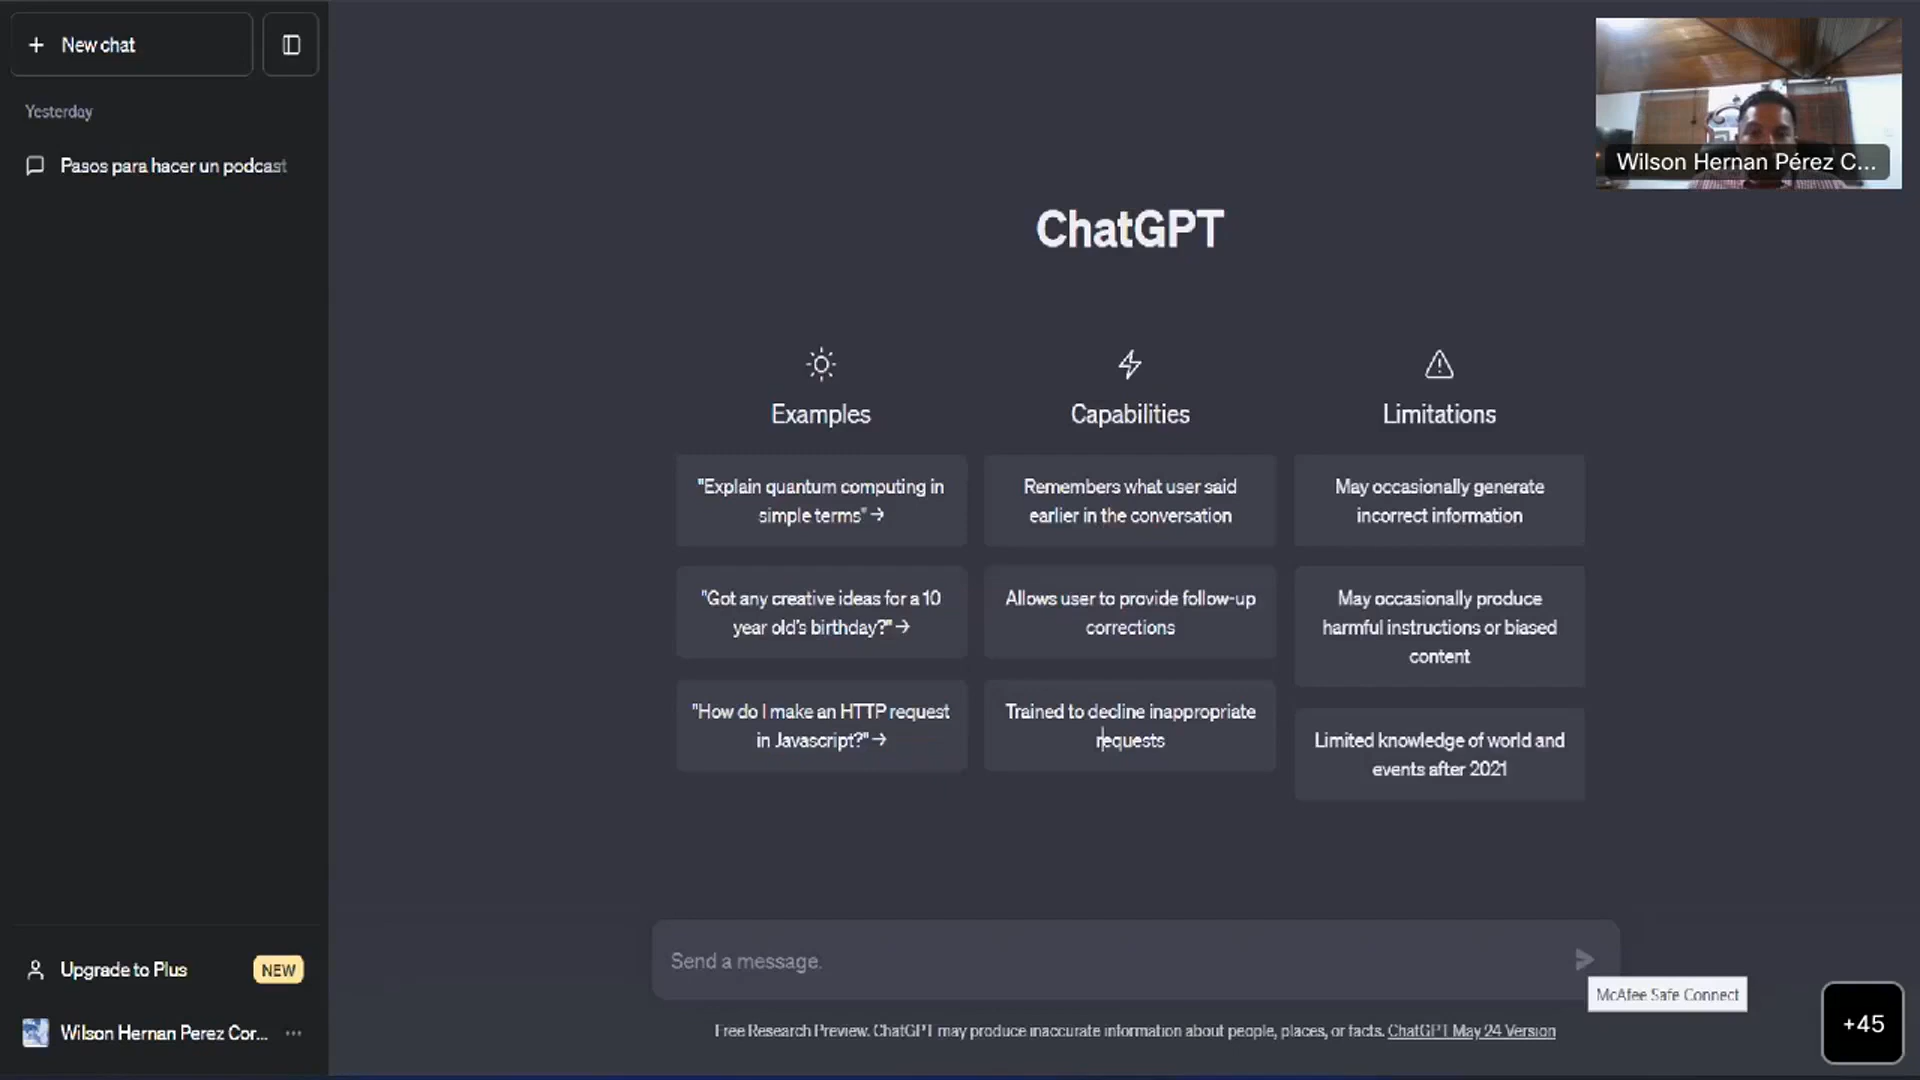 New chat
Yesterday
Pasos para hacer un podcast
Upgrade to Plus
NEW
Wilson Hernan Perez Cor...
ChatGPT
Examples
"Explain quantum computing in
simple terms" →
"Got any creative ideas for a 10
year old's birthday?" →
"How do I make an HTTP request
in Javascript?" →
Capabilities
Remembers what user said
earlier in the conversation
Allows user to provide follow-up
corrections
Trained to decline inappropriate
requests
Limitations
May occasionally generate
incorrect information
May occasionally produce
harmful instructions or biased
content
Limited knowledge of world and
events after 2021
Send a message.
McAfee Safe Connect
Free Research Preview. ChatGPT may produce inaccurate information about people, places, or facts. ChatGPT May 24 Version
Wilson Hernan Pérez C...
+45